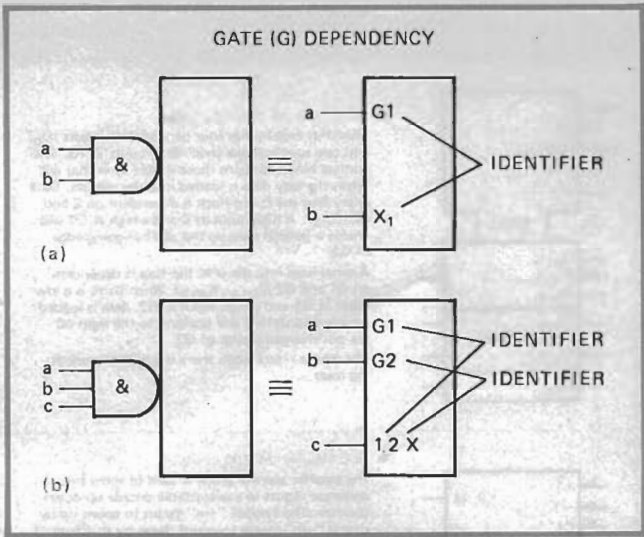 GATE (G) DEPENDENCY
a
b
&
≡
a
G1
b
X₁
IDENTIFIER
(a)
a
b
c
&
≡
a
G1
b
G2
c
1,2 X
IDENTIFIER
IDENTIFIER
(b)